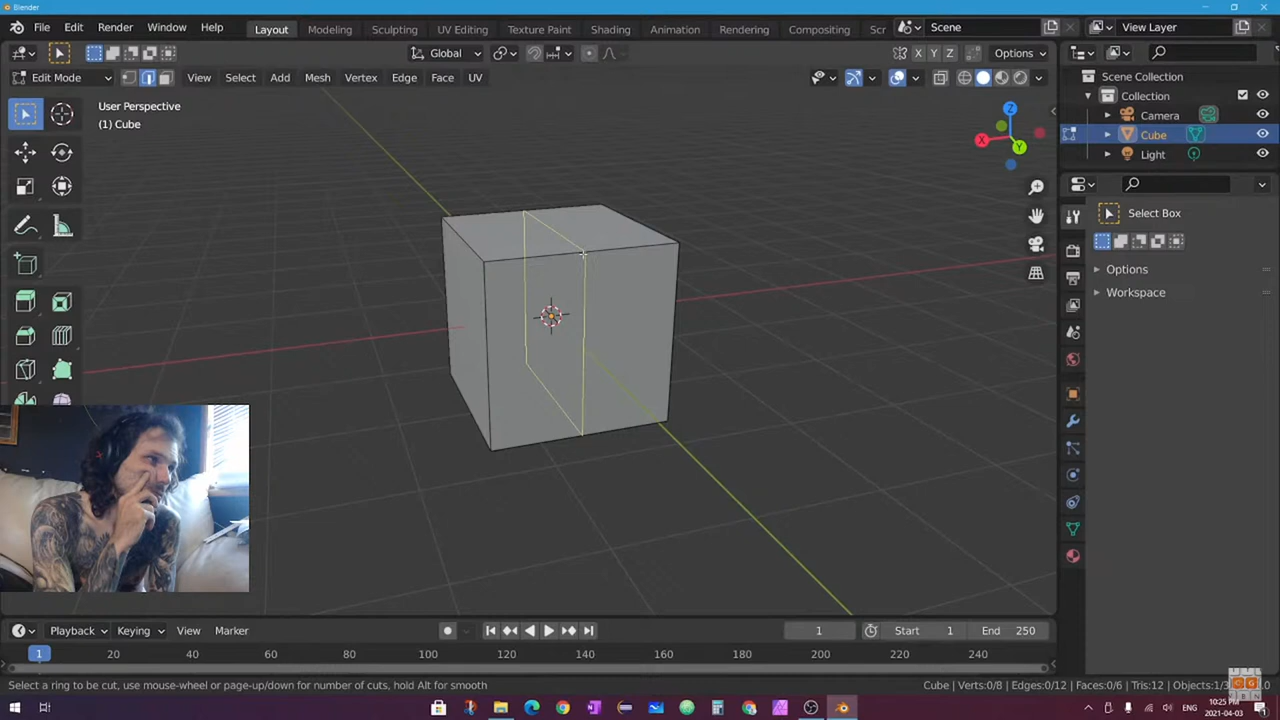 Blender
File Edit Render Window Help Layout Modeling Sculpting UV Editing Texture Paint Shading Animation Rendering Compositing Scr Scene View Layer
Global Options
Edit Mode View Select Add Mesh Vertex Edge Face UV
X Y Z
User Perspective
(1) Cube
Z
X
Y
Scene Collection
Collection
Camera
Cube
Light
Select Box
Options
Workspace
Playback Keying View Marker 1 Start 1 End 250
1 20 40 60 80 100 120 140 160 180 200 220 240
Select a ring to be cut, use mouse-wheel or page-up/down for number of cuts, hold Alt for smooth
Cube | Verts:0/8 | Edges:0/12 | Faces:0/6 | Tris:12 | Objects:1/
ENG
10:25 PM
2021-04-03